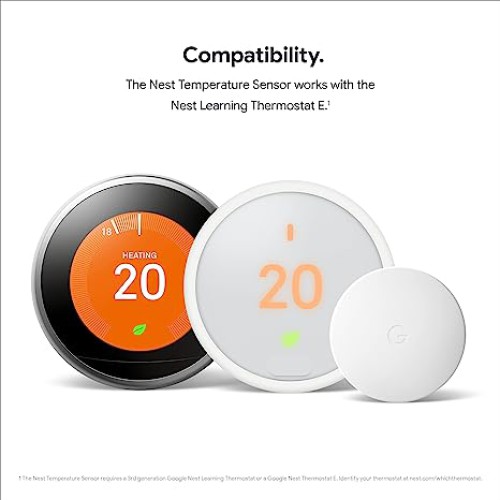 Compatibility.
The Nest Temperature Sensor works with the
Nest Learning Thermostat E.¹
18
HEATING
20
20
G
¹ The Nest Temperature Sensor requires a 3rd generation Google Nest Learning Thermostat or a Google Nest Thermostat E. Identify your thermostat at nest.com/whichthermostat.